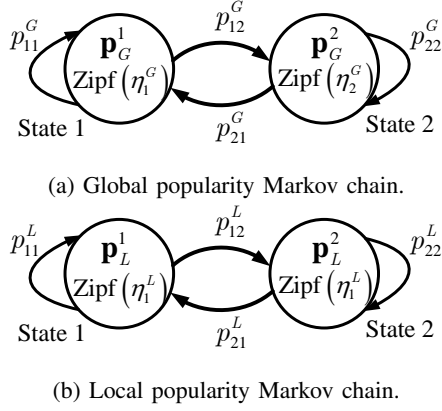 p_{11}^{G} p_{12}^{G} p_{22}^{G}
p_G^1 p_G^2
Zipf (η_1^G) Zipf (η_2^G)
State 1 p_{21}^{G} State 2
(a) Global popularity Markov chain.
p_{11}^{L} p_{12}^{L} p_{22}^{L}
p_L^1 p_L^2
Zipf (η_1^L) Zipf (η_1^L)
State 1 p_{21}^{L} State 2
(b) Local popularity Markov chain.